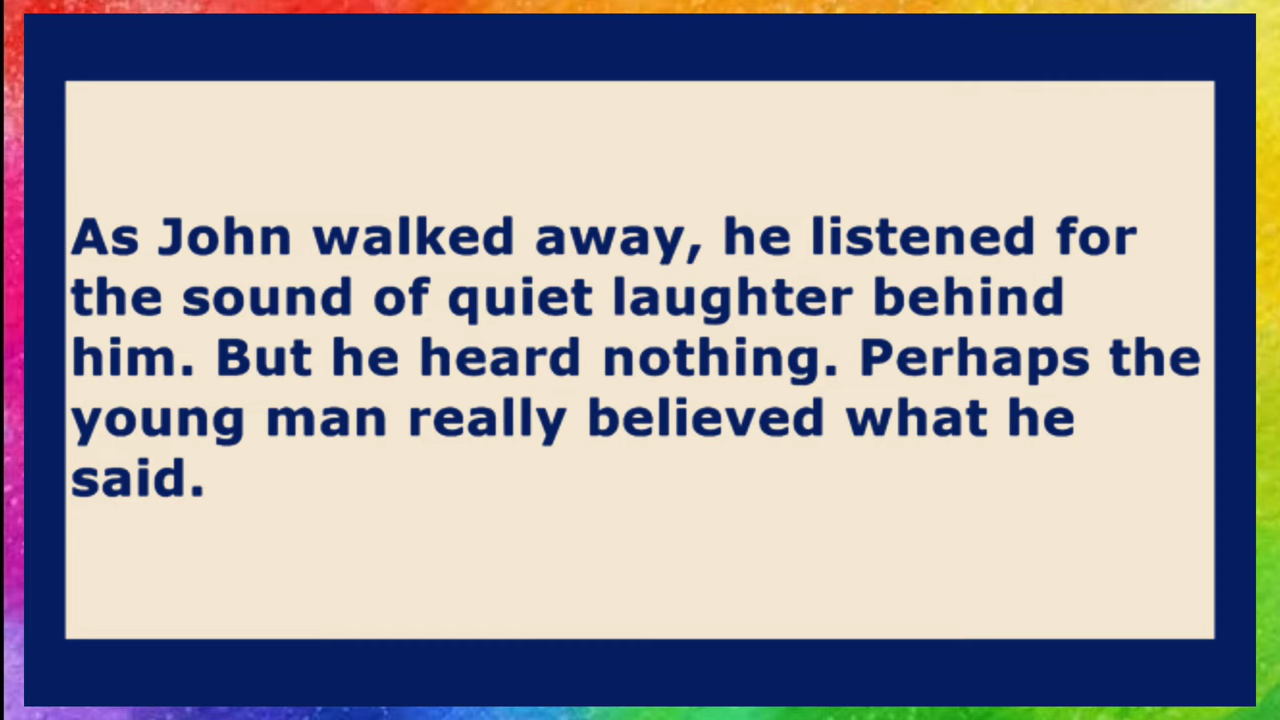 As John walked away, he listened for
the sound of quiet laughter behind
him. But he heard nothing. Perhaps the
young man really believed what he
said.